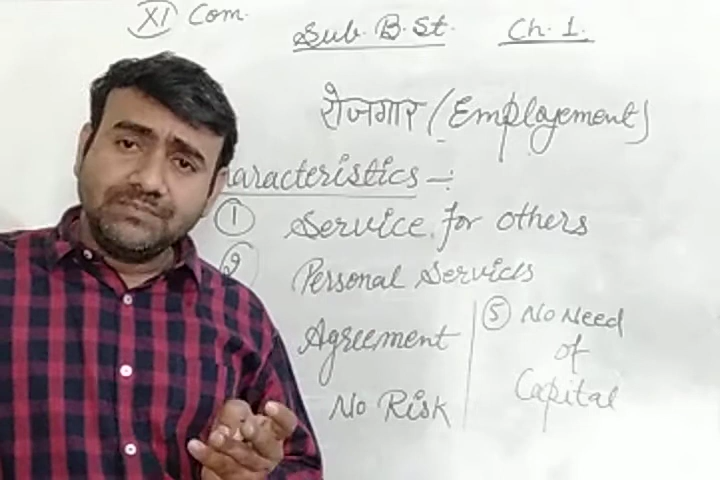 XI Com.
Sub. B.St. Ch. 1.
रोजगार (Employement)
aracteristics -:
① Service for others
② Personal Services
Agreement
No Risk
⑤ No Need
of
Capital